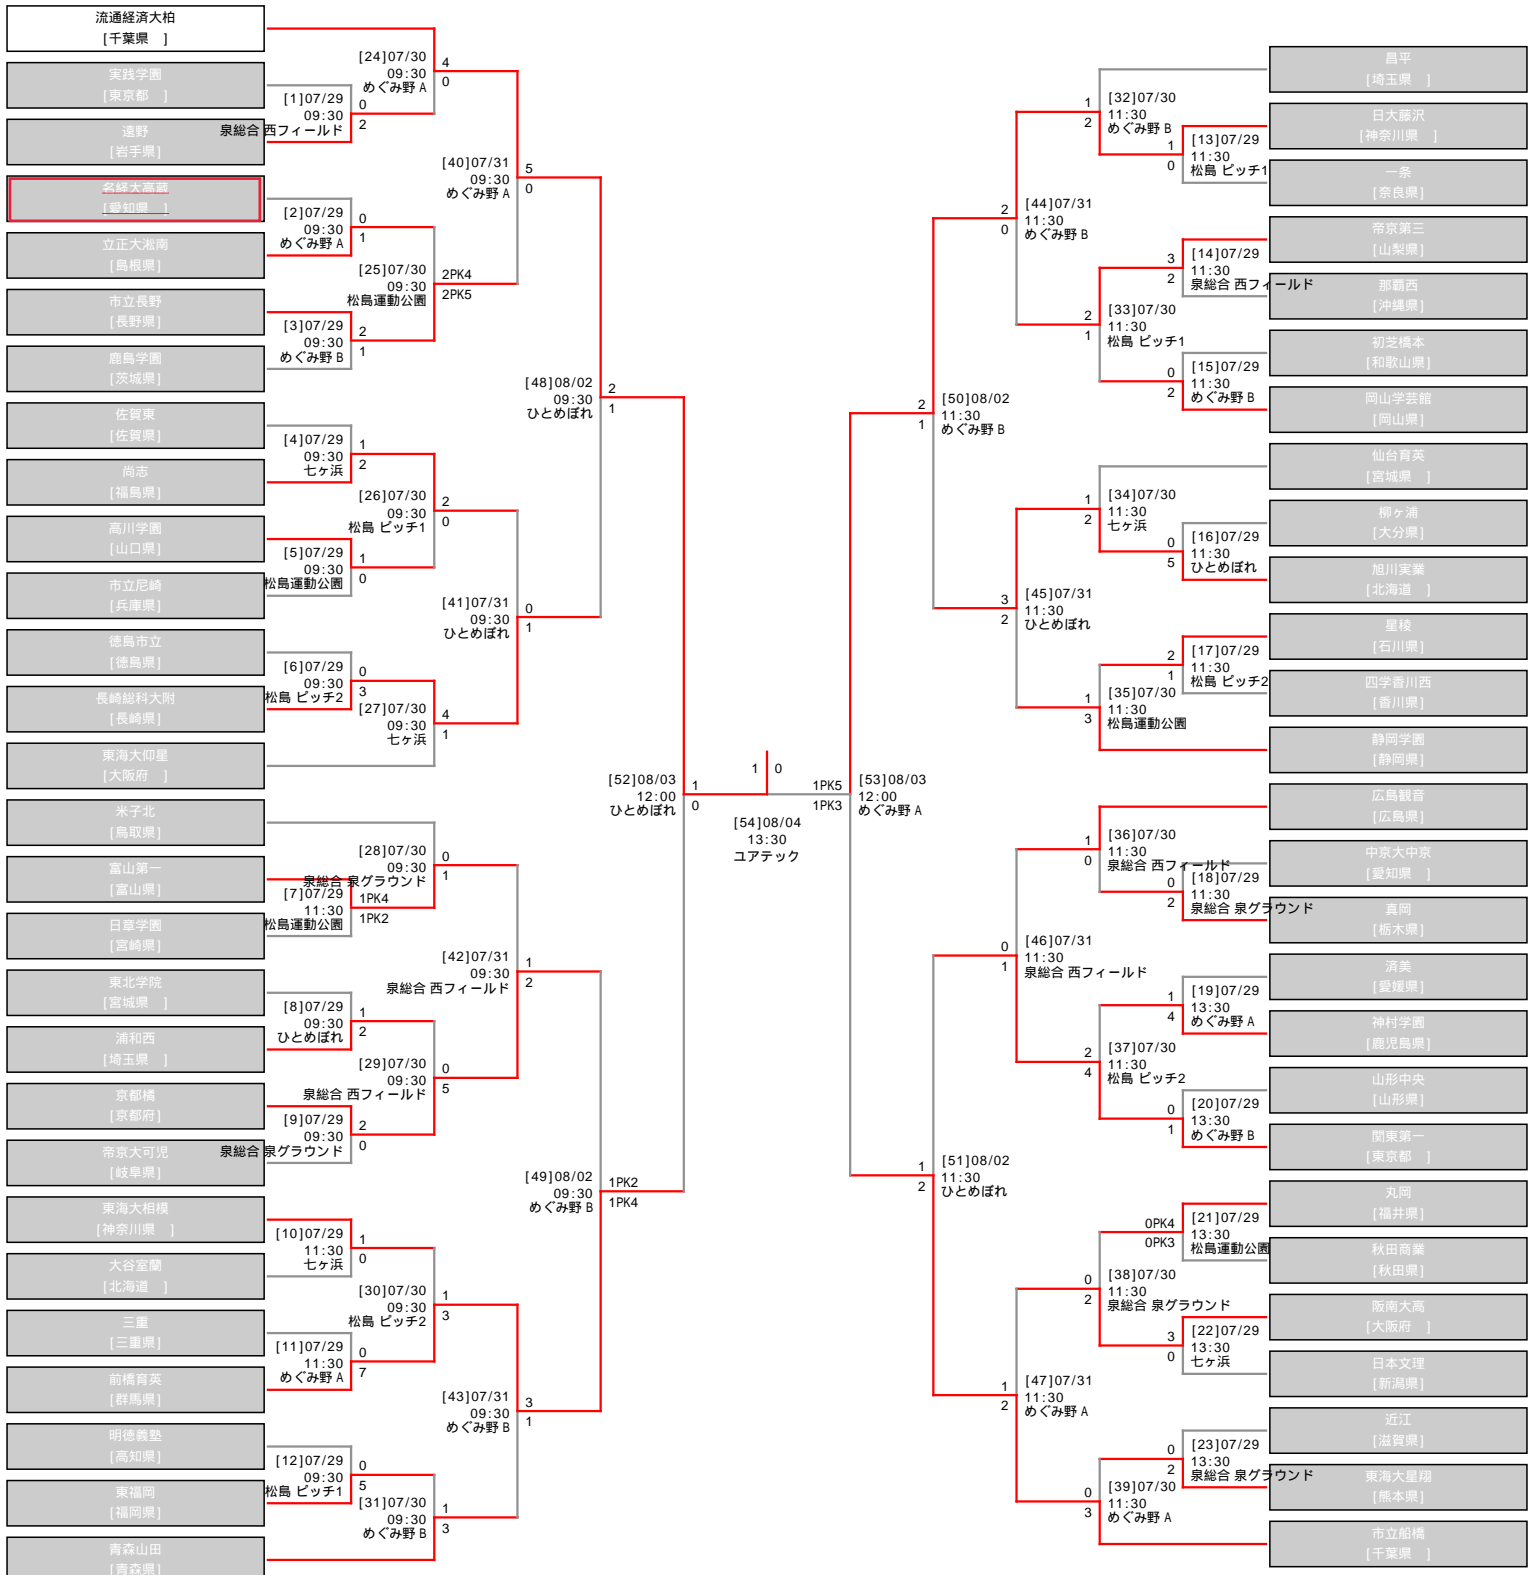 流通経済大柏
[千葉県　]
実践学園
[東京都　]
遠野
[岩手県]
名経大高蔵
[愛知県　]
立正大淞南
[島根県]
市立長野
[長野県]
鹿島学園
[茨城県]
佐賀東
[佐賀県]
尚志
[福島県]
高川学園
[山口県]
市立尼崎
[兵庫県]
徳島市立
[徳島県]
長崎総科大附
[長崎県]
東海大仰星
[大阪府　]
米子北
[鳥取県]
富山第一
[富山県]
日章学園
[宮崎県]
東北学院
[宮城県　]
浦和西
[埼玉県　]
京都橘
[京都府]
帝京大可児
[岐阜県]
東海大相模
[神奈川県　]
大谷室蘭
[北海道　]
三重
[三重県]
前橋育英
[群馬県]
明徳義塾
[高知県]
東福岡
[福岡県]
青森山田
[青森県]
[1]07/29
09:30
泉総合 西フィールド
0
2
[2]07/29
09:30
めぐみ野 A
0
1
[3]07/29
09:30
めぐみ野 B
2
1
[4]07/29
09:30
七ヶ浜
1
2
[5]07/29
09:30
松島運動公園
1
0
[6]07/29
09:30
松島 ピッチ2
0
3
[7]07/29
11:30
松島運動公園
1PK4
1PK2
[8]07/29
09:30
ひとめぼれ
1
2
[9]07/29
09:30
泉総合 泉グラウンド
2
0
[10]07/29
11:30
七ヶ浜
1
0
[11]07/29
11:30
めぐみ野 A
0
7
[12]07/29
09:30
松島 ピッチ1
0
5
[24]07/30
09:30
めぐみ野 A
4
0
[25]07/30
09:30
松島運動公園
2PK4
2PK5
[26]07/30
09:30
松島 ピッチ1
2
0
[27]07/30
09:30
七ヶ浜
4
1
[28]07/30
09:30
泉総合 泉グラウンド
0
1
[29]07/30
09:30
泉総合 西フィールド
0
5
[30]07/30
09:30
松島 ピッチ2
1
3
[31]07/30
09:30
めぐみ野 B
1
3
[40]07/31
09:30
めぐみ野 A
5
0
[41]07/31
09:30
ひとめぼれ
0
1
[42]07/31
09:30
泉総合 西フィールド
1
2
[43]07/31
09:30
めぐみ野 B
3
1
[48]08/02
09:30
ひとめぼれ
2
1
[49]08/02
09:30
めぐみ野 B
1PK2
1PK4
[52]08/03
12:00
ひとめぼれ
1
0
1
0
[54]08/04
13:30
ユアテック
1PK5
1PK3
[53]08/03
12:00
めぐみ野 A
2
1
[50]08/02
11:30
めぐみ野 B
1
2
[51]08/02
11:30
ひとめぼれ
2
0
[44]07/31
11:30
めぐみ野 B
3
2
[45]07/31
11:30
ひとめぼれ
0
1
[46]07/31
11:30
泉総合 西フィールド
1
2
[47]07/31
11:30
めぐみ野 A
1
2
[32]07/30
11:30
めぐみ野 B
2
1
[33]07/30
11:30
松島 ピッチ1
1
2
[34]07/30
11:30
七ヶ浜
1
3
[35]07/30
11:30
松島運動公園
1
0
[36]07/30
11:30
泉総合 西フィールド
2
4
[37]07/30
11:30
松島 ピッチ2
0
2
[38]07/30
11:30
泉総合 泉グラウンド
0
3
[39]07/30
11:30
めぐみ野 A
1
0
[13]07/29
11:30
松島 ピッチ1
3
2
[14]07/29
11:30
泉総合 西フィールド
0
2
[15]07/29
11:30
めぐみ野 B
0
5
[16]07/29
11:30
ひとめぼれ
2
1
[17]07/29
11:30
松島 ピッチ2
0
2
[18]07/29
11:30
泉総合 泉グラウンド
1
4
[19]07/29
13:30
めぐみ野 A
0
1
[20]07/29
13:30
めぐみ野 B
0PK4
0PK3
[21]07/29
13:30
松島運動公園
3
0
[22]07/29
13:30
七ヶ浜
0
2
[23]07/29
13:30
泉総合 泉グラウンド
昌平
[埼玉県　]
日大藤沢
[神奈川県　]
一条
[奈良県]
帝京第三
[山梨県]
那覇西
[沖縄県]
初芝橋本
[和歌山県]
岡山学芸館
[岡山県]
仙台育英
[宮城県　]
柳ヶ浦
[大分県]
旭川実業
[北海道　]
星稜
[石川県]
四学香川西
[香川県]
静岡学園
[静岡県]
広島観音
[広島県]
中京大中京
[愛知県　]
真岡
[栃木県]
済美
[愛媛県]
神村学園
[鹿児島県]
山形中央
[山形県]
関東第一
[東京都　]
丸岡
[福井県]
秋田商業
[秋田県]
阪南大高
[大阪府　]
日本文理
[新潟県]
近江
[滋賀県]
東海大星翔
[熊本県]
市立船橋
[千葉県　]